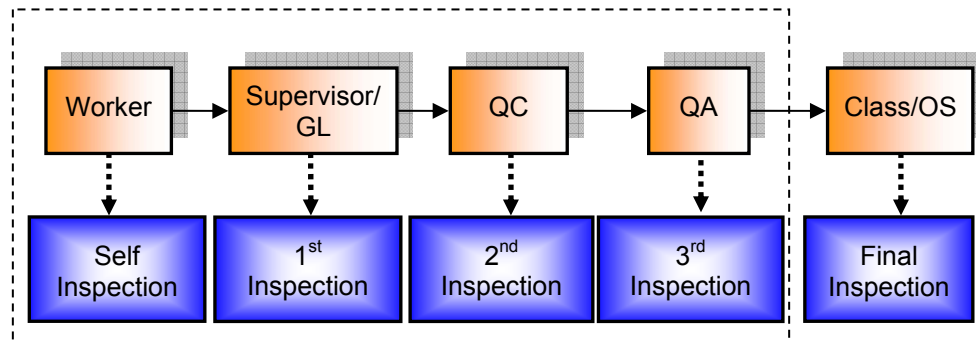 Worker
Supervisor/
GL
QC
QA
Class/OS
Self
Inspection
1st
Inspection
2nd
Inspection
3rd
Inspection
Final
Inspection